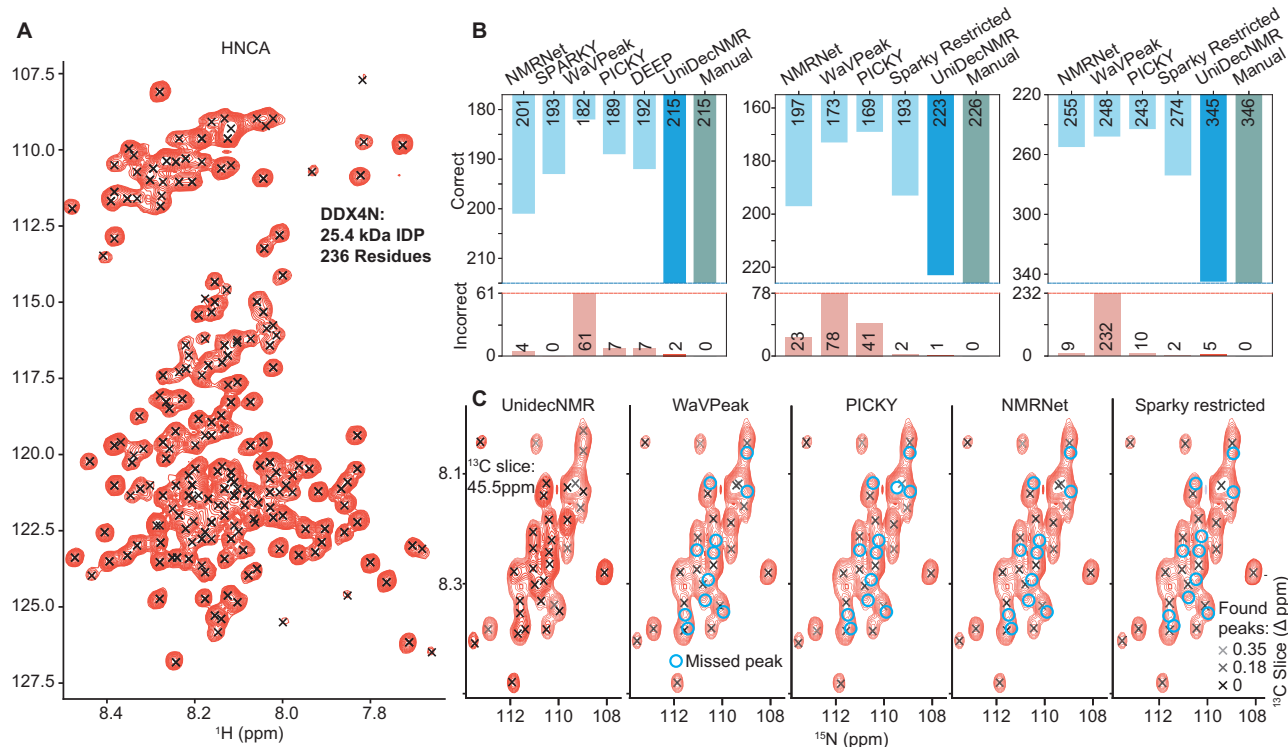 A
HNCA
107.5
110.0
112.5
115.0
117.5
120.0
122.5
125.0
127.5
8.4
8.2
8.0
7.8
¹H (ppm)
DDX4N:
25.4 kDa IDP
236 Residues
B
NMRNet
SPARKY
WaVPeak
PICKY
DEEP
UniDecNMR
Manual
Correct
177
190
200
210
201
193
182
189
192
215
215
Incorrect
61
0
4
0
61
7
7
2
0
NMRNet
WaVPeak
PICKY
Sparky Restricted
UniDecNMR
Manual
155
160
180
200
220
197
173
169
193
223
226
78
0
23
78
41
2
1
0
NMRNet
WaVPeak
PICKY
Sparky Restricted
UniDecNMR
Manual
220
260
300
340
255
248
243
274
345
346
232
0
9
232
10
2
5
0
C
UnidecNMR
WaVPeak
PICKY
NMRNet
Sparky restricted
¹³C slice:
45.5ppm
8.1
8.3
Missed peak
Found
peaks:
0.35
0.18
0
¹³C Slice (Δ ppm)
112
110
108
112
110
108
112
110
108
112
110
108
112
110
108
¹⁵N (ppm)